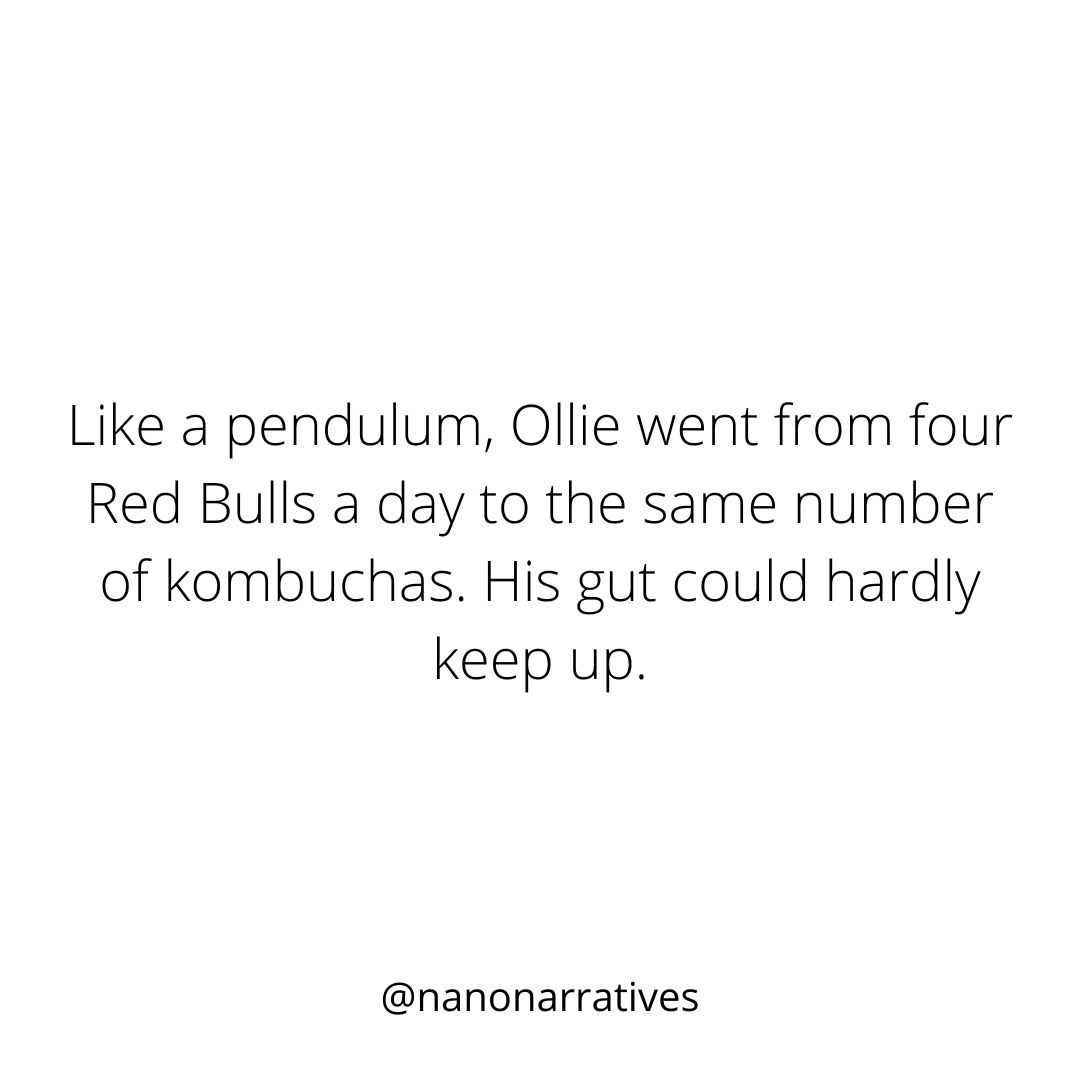 Like a pendulum, Ollie went from four
Red Bulls a day to the same number
of kombuchas. His gut could hardly
keep up.
@nanonarratives